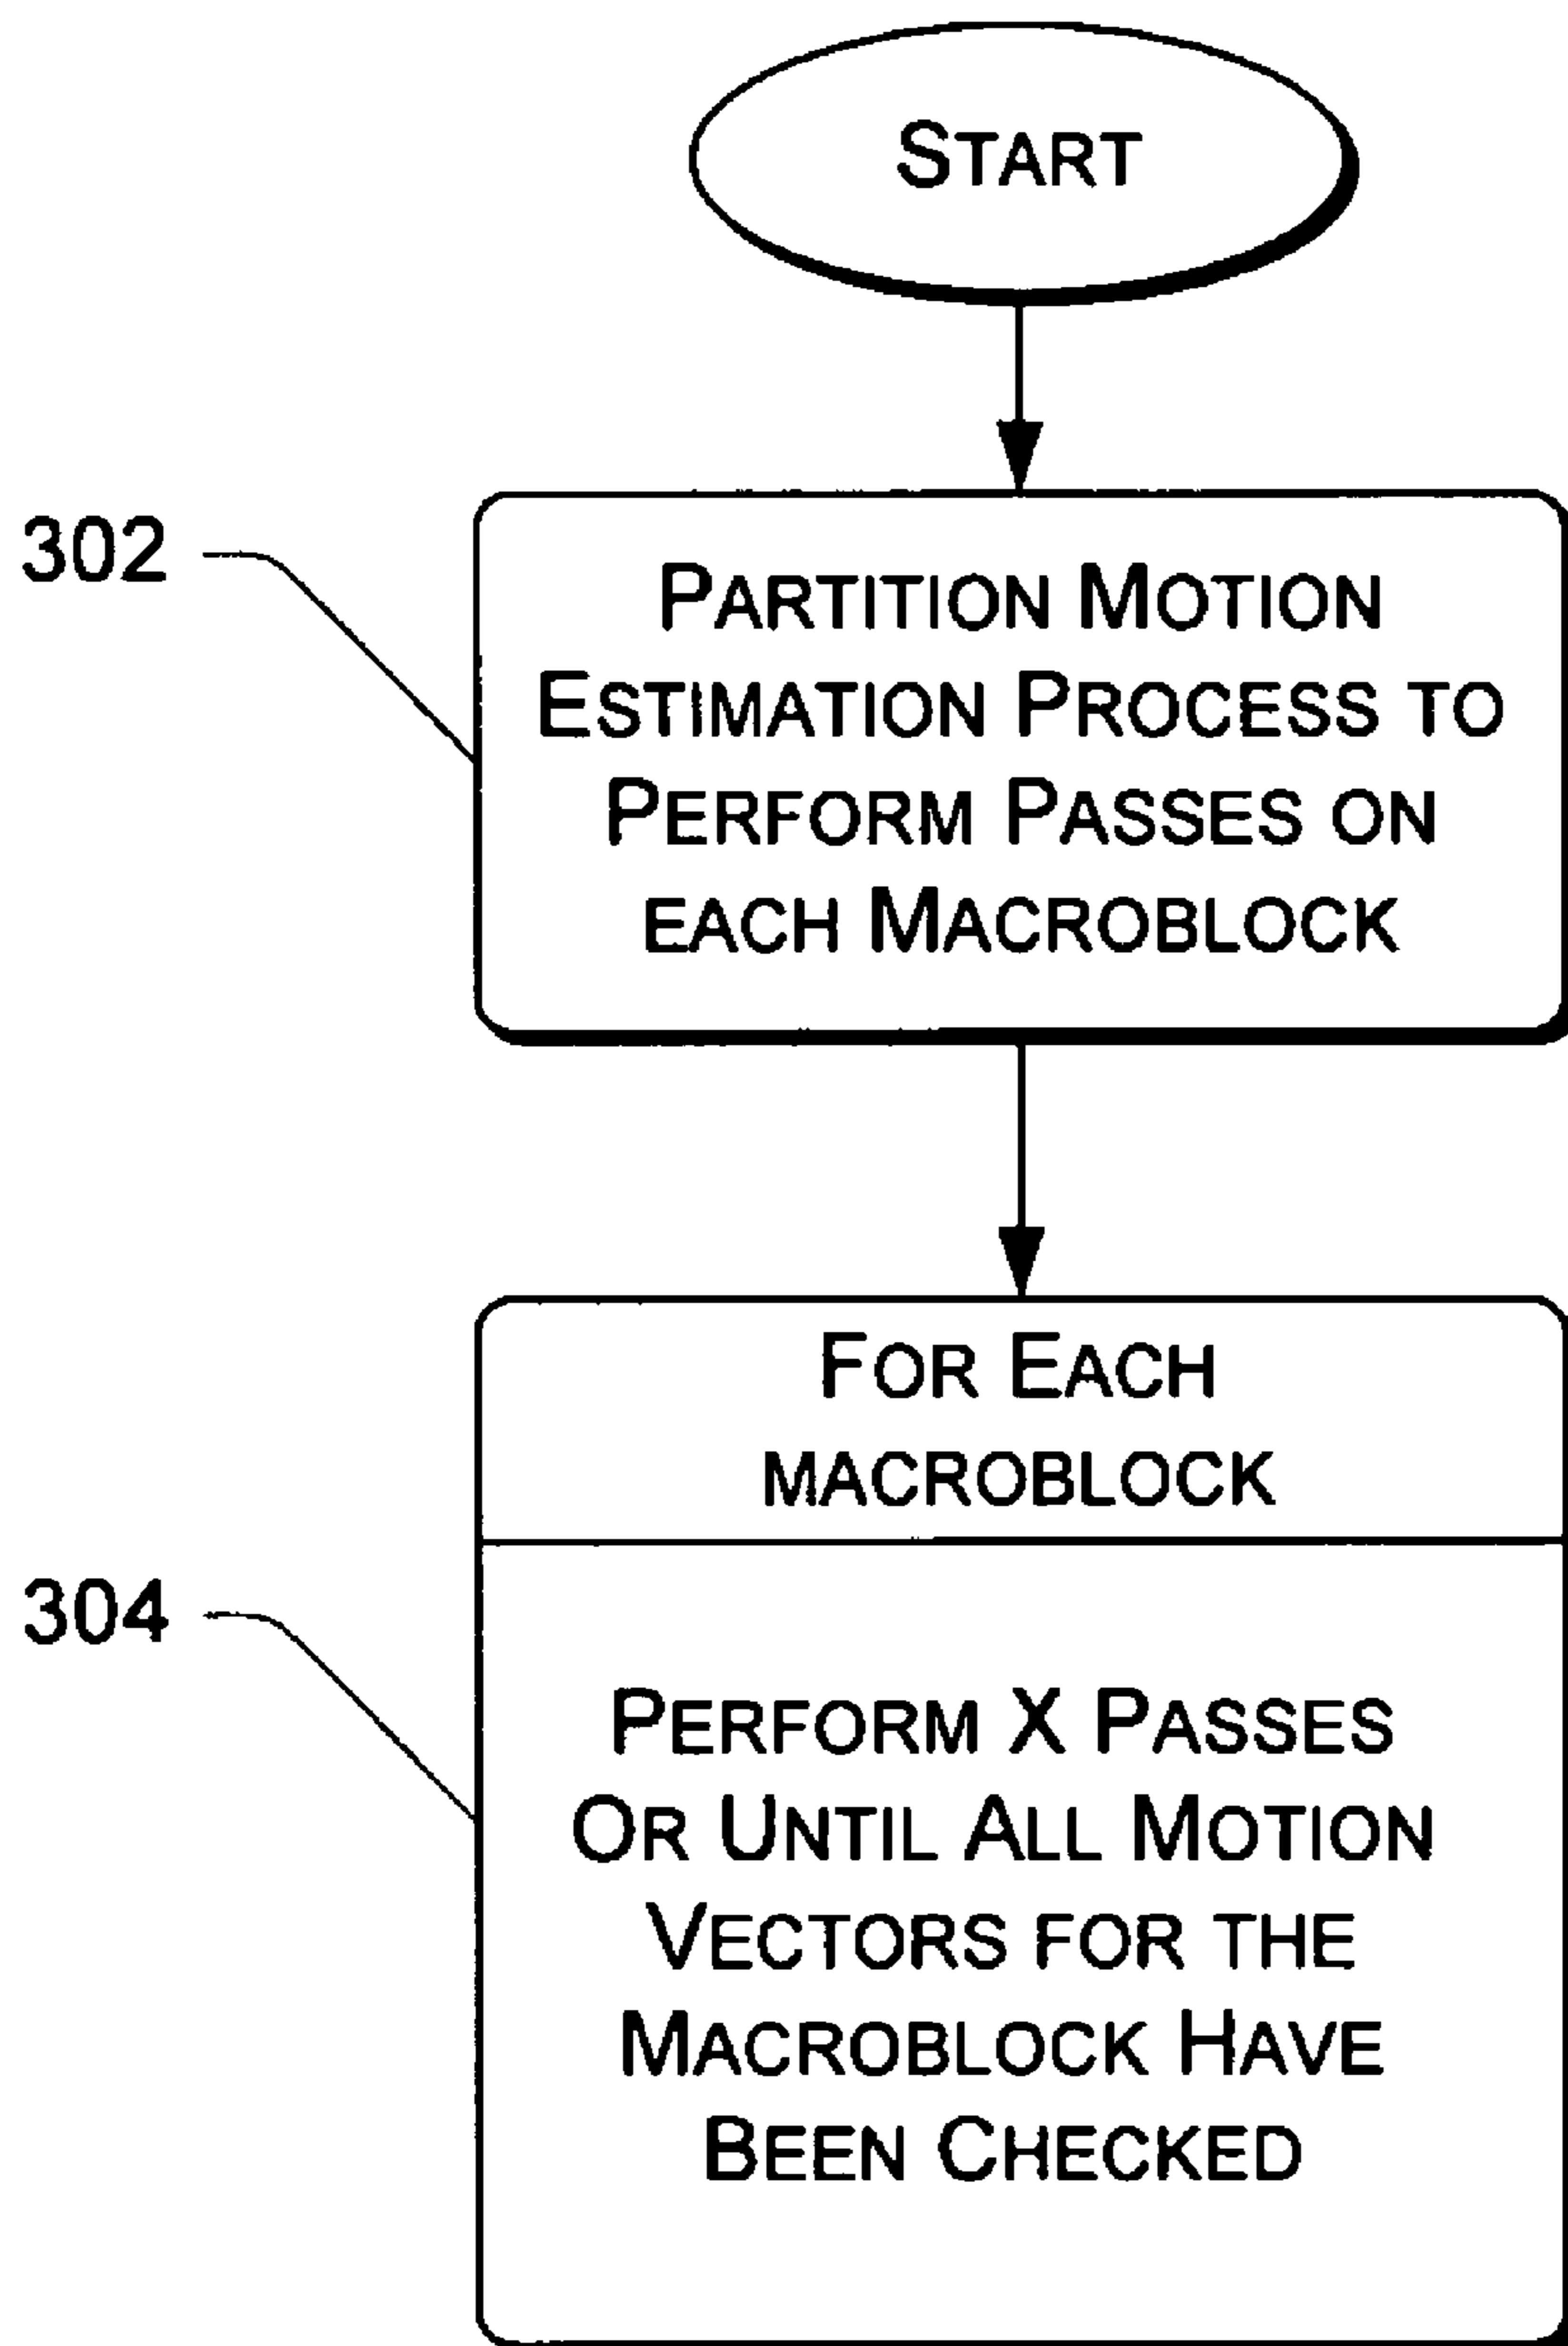 START
302
PARTITION MOTION
ESTIMATION PROCESS TO
PERFORM PASSES ON
EACH MACROBLOCK
FOR EACH
MACROBLOCK
304
PERFORM X PASSES
OR UNTIL ALL MOTION
VECTORS FOR THE
MACROBLOCK HAVE
BEEN CHECKED